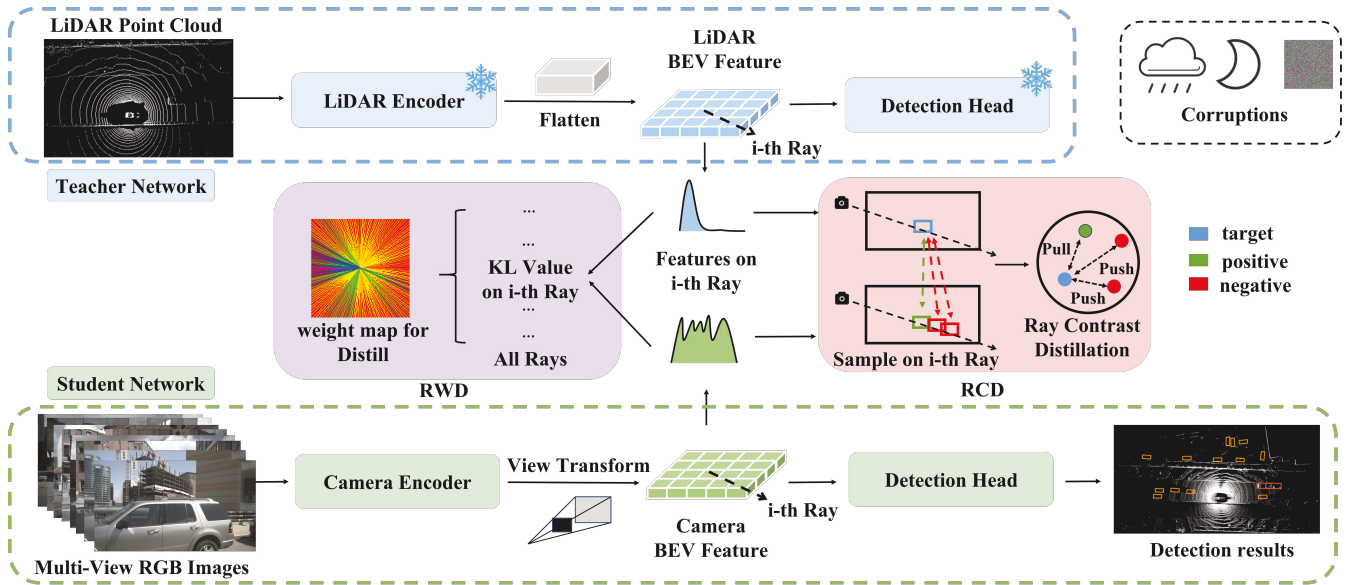 LiDAR Point Cloud
LiDAR Encoder
Flatten
LiDAR
BEV Feature
i-th Ray
Detection Head
Corruptions
Teacher Network
weight map for
Distill
...
...
KL Value
on i-th Ray
...
...
All Rays
RWD
Features on
i-th Ray
Sample on i-th Ray
Pull
Push
Push
Ray Contrast
Distillation
RCD
target
positive
negative
Student Network
Multi-View RGB Images
Camera Encoder
View Transform
i-th Ray
Camera
BEV Feature
Detection Head
Detection results